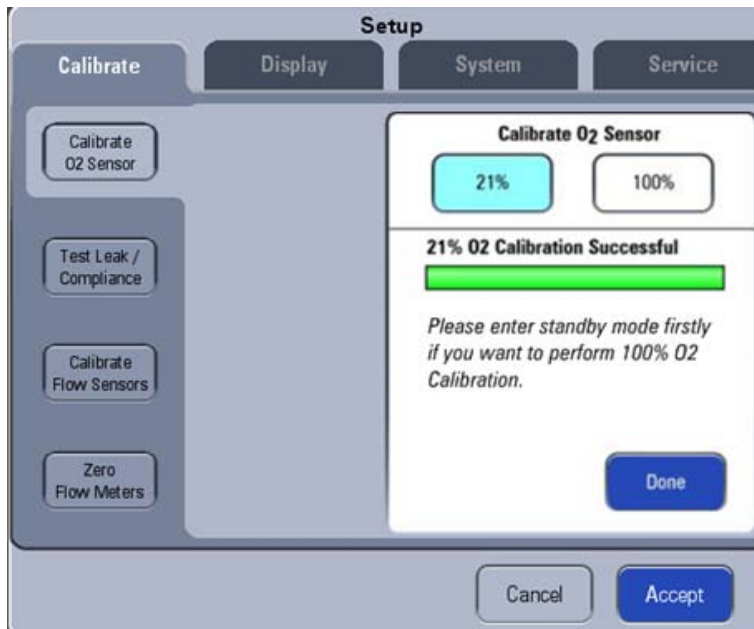 Setup
Calibrate
Display
System
Service
Calibrate
O2 Sensor
Test Leak /
Compliance
Calibrate
Flow Sensors
Zero
Flow Meters
Calibrate O2 Sensor
21%
100%
21% O2 Calibration Successful
Please enter standby mode firstly
if you want to perform 100% O2
Calibration.
Done
Cancel
Accept